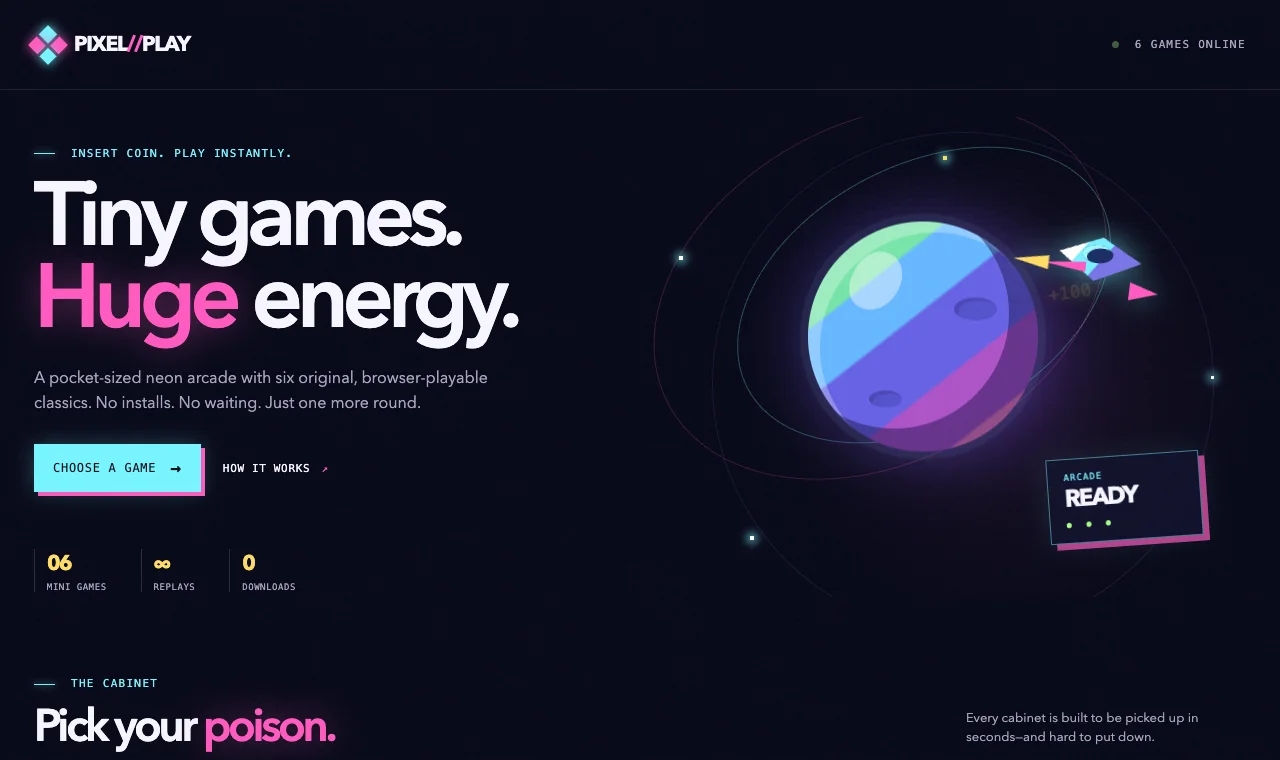 PIXEL//PLAY
6 GAMES ONLINE
INSERT COIN. PLAY INSTANTLY.
Tiny games.
Huge energy.
A pocket-sized neon arcade with six original, browser-playable
classics. No installs. No waiting. Just one more round.
CHOOSE A GAME →
HOW IT WORKS ↗
06
MINI GAMES
∞
REPLAYS
0
DOWNLOADS
+100
ARCADE
READY
THE CABINET
Pick your poison.
Every cabinet is built to be picked up in
seconds—and hard to put down.